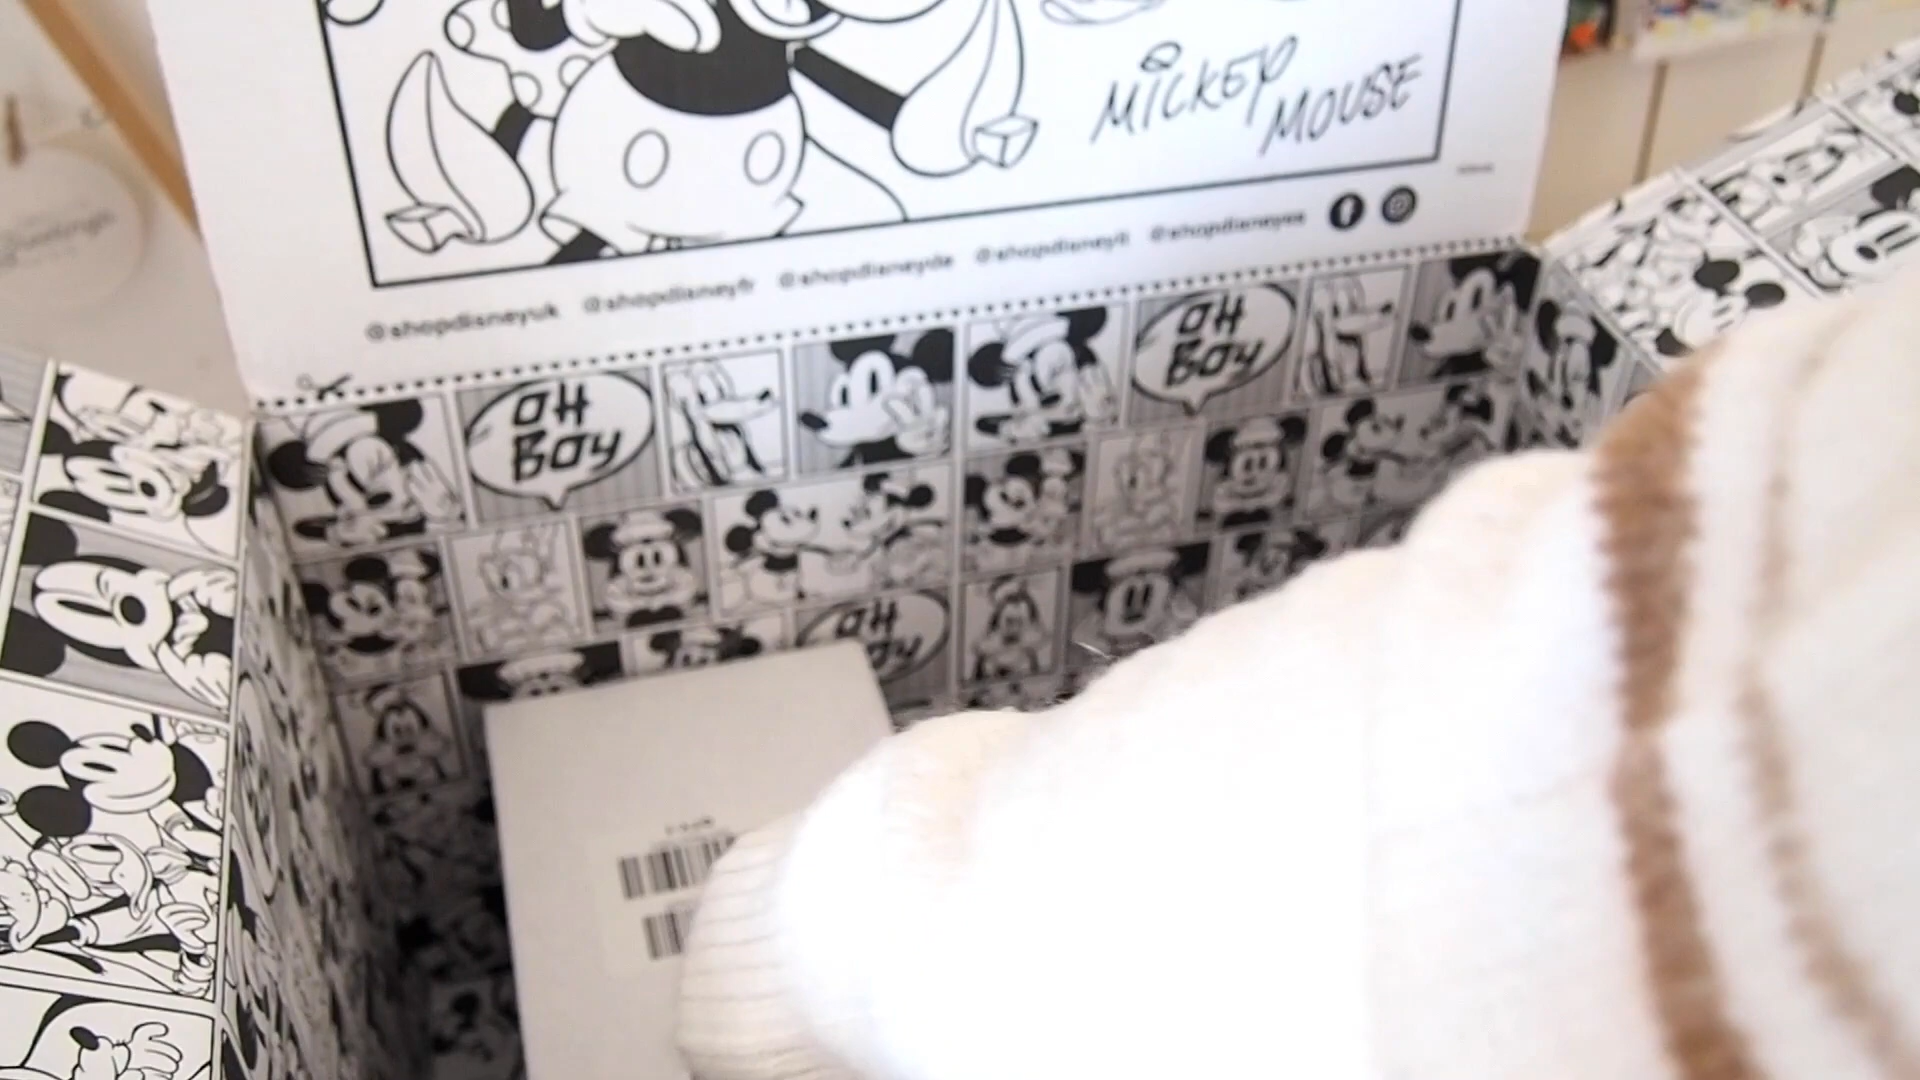 MICKEY
MOUSE
@shopdisneyuk @shopdisneyfr @shopdisneyde @shopdisneyit @shopdisneyes
OH
BOY
OH
BOY
OH
BOY